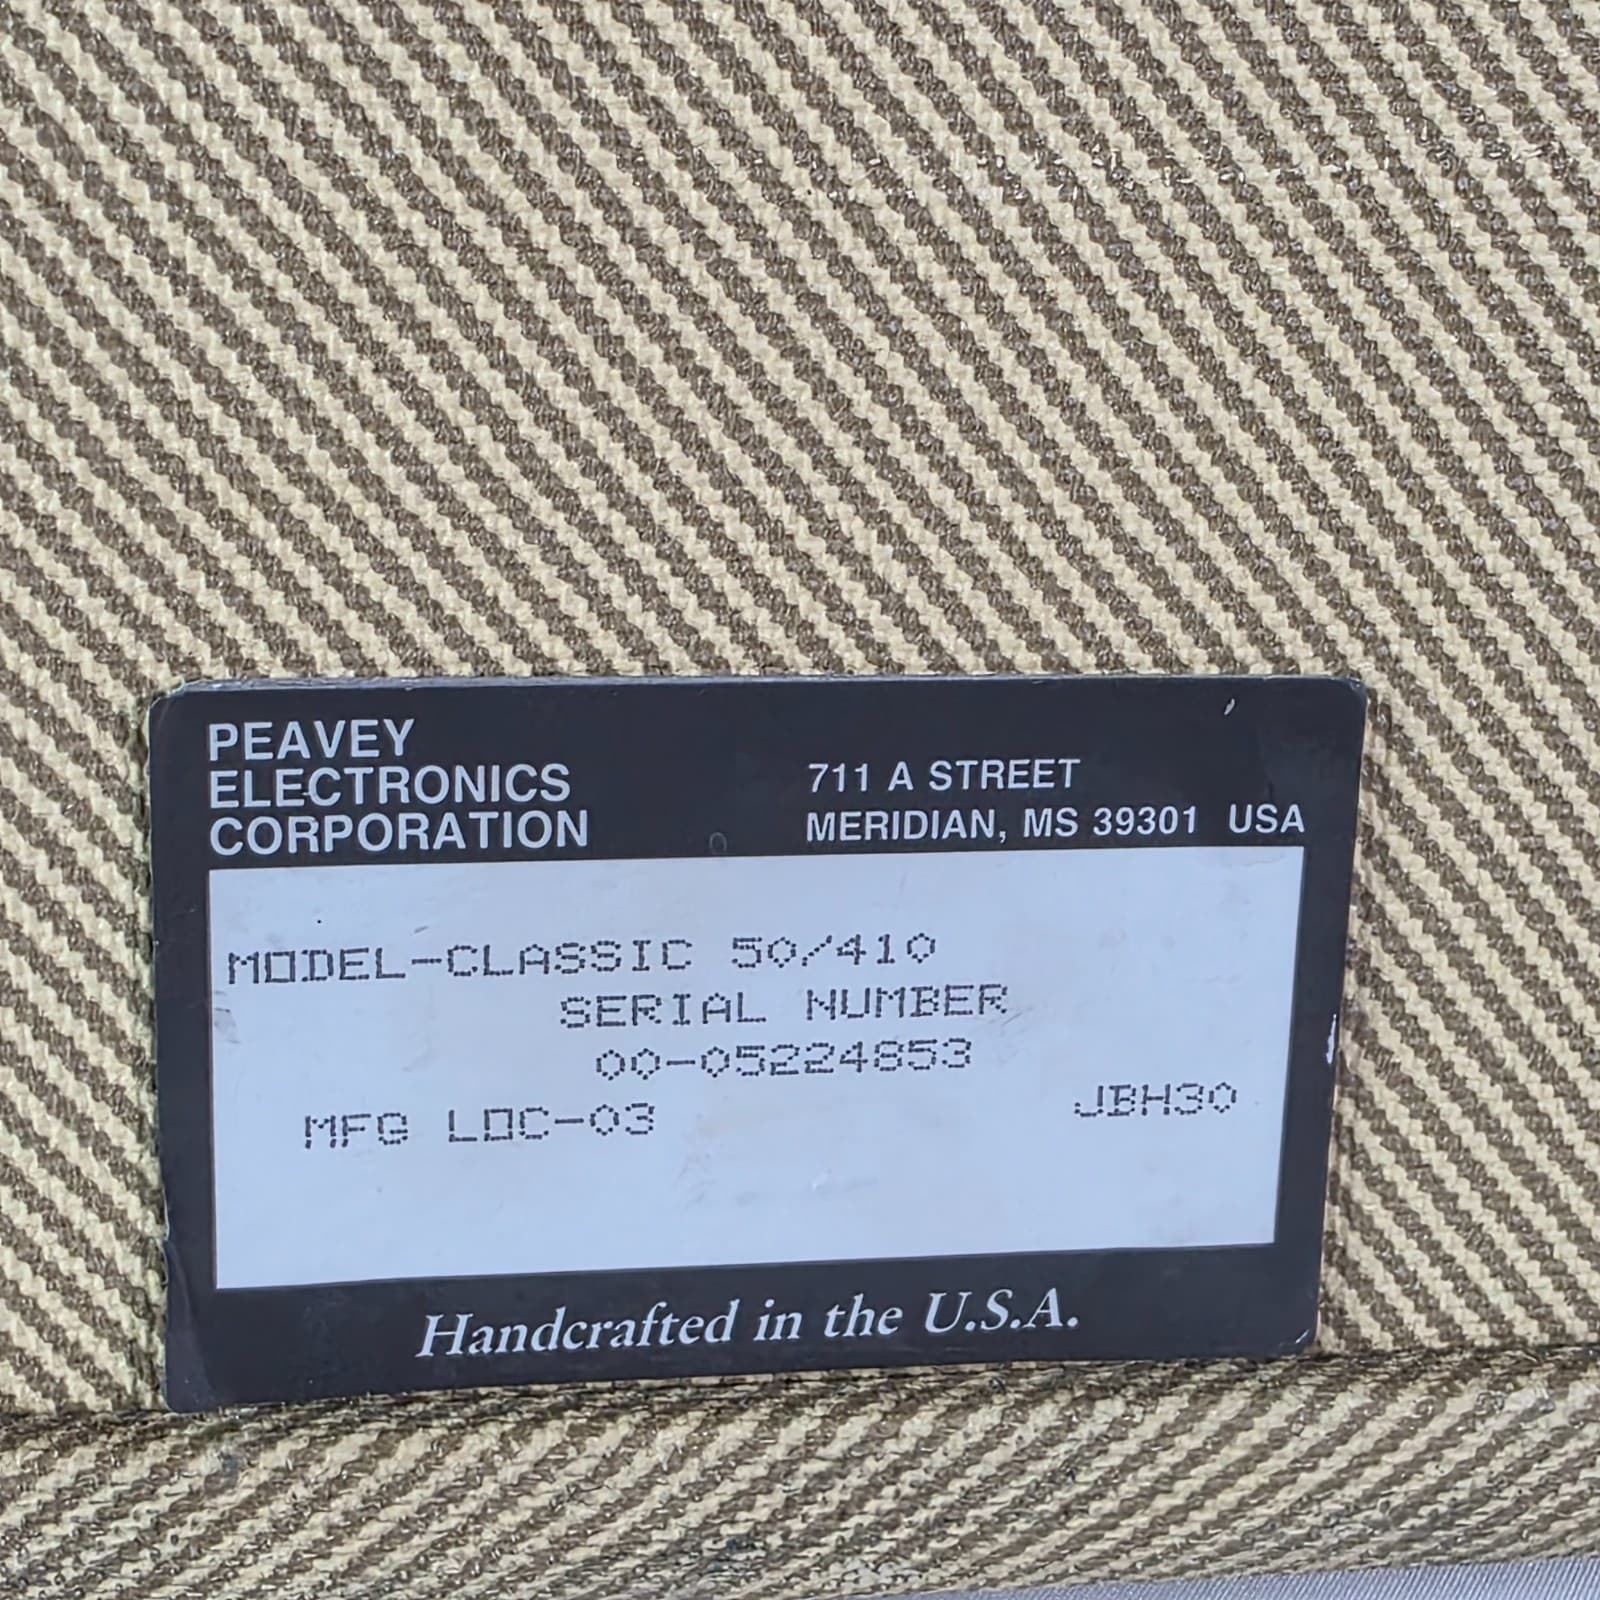 PEAVEY
ELECTRONICS
CORPORATION
711 A STREET
MERIDIAN, MS 39301 USA
MODEL-CLASSIC 50/410
SERIAL NUMBER
00-05224853
MFG LOC-03
JBH30
Handcrafted in the U.S.A.